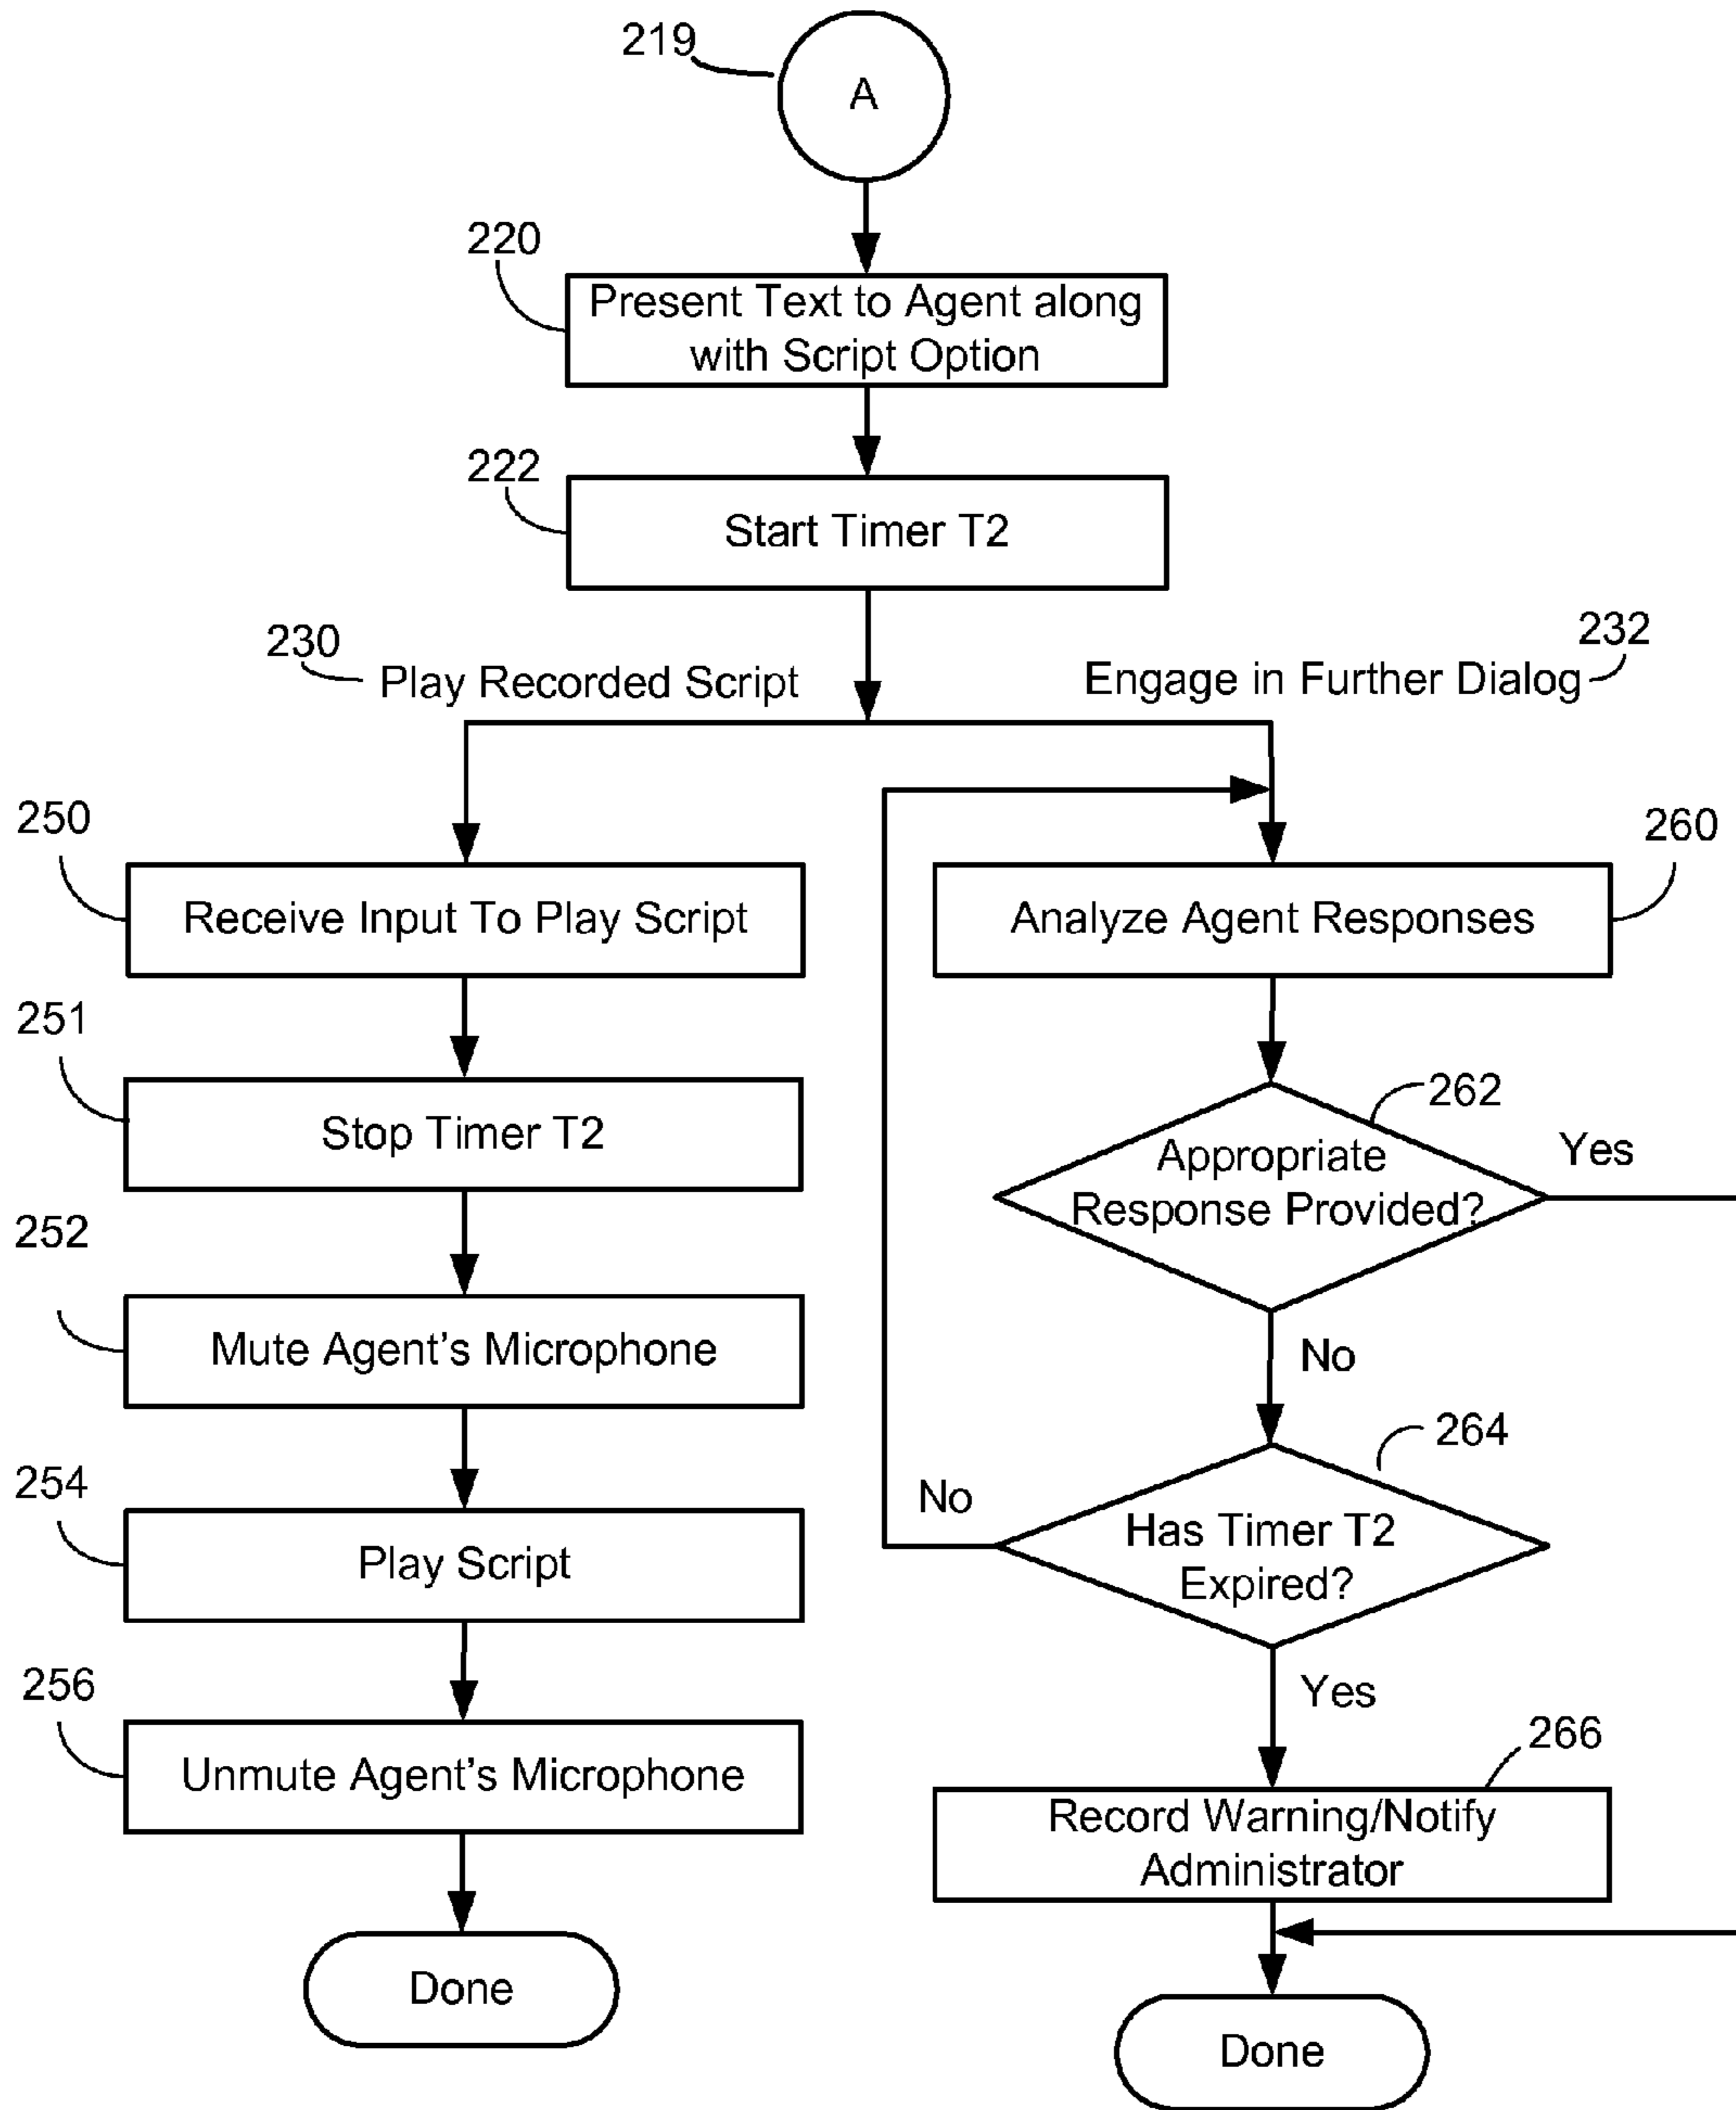 219
A
220
Present Text to Agent along
with Script Option
222
Start Timer T2
230
Play Recorded Script
232
Engage in Further Dialog
250
Receive Input To Play Script
251
Stop Timer T2
252
Mute Agent's Microphone
254
Play Script
256
Unmute Agent's Microphone
Done
260
Analyze Agent Responses
262
Appropriate
Response Provided?
Yes
No
264
Has Timer T2
Expired?
No
Yes
266
Record Warning/Notify
Administrator
Done